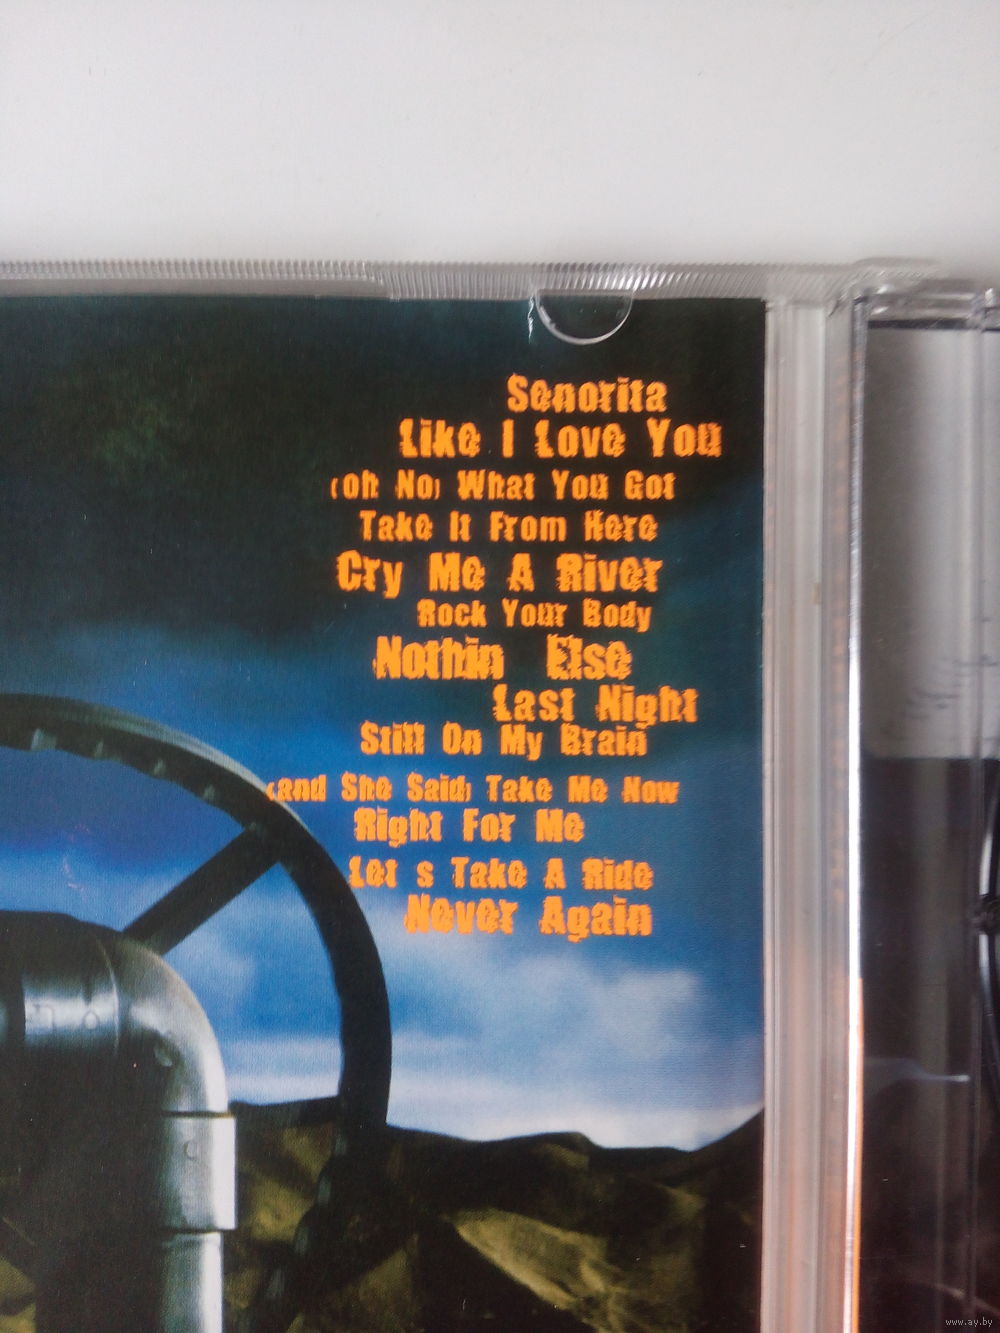 Senorita
Like I Love You
(oh No) What You Got
Take It From Here
Cry Me A River
Rock Your Body
Nothin Else
Last Night
Still On My Brain
(and She Said) Take Me Now
Right For Me
Let s Take A Ride
Never Again
www.ay.by